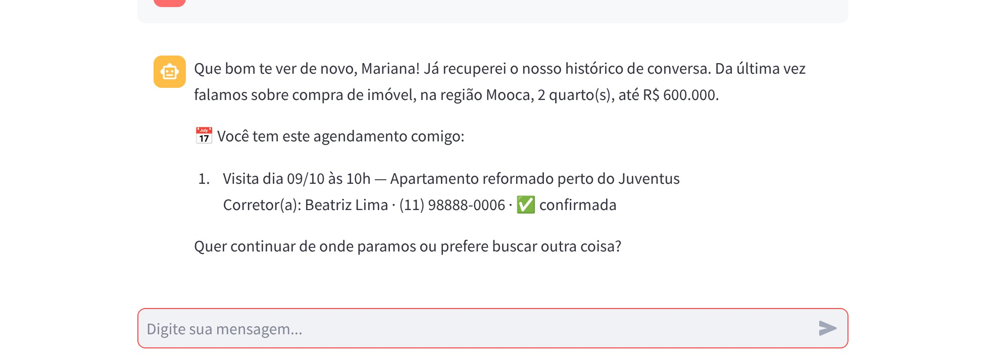 Que bom te ver de novo, Mariana! Já recuperei o nosso histórico de conversa. Da última vez
falamos sobre compra de imóvel, na região Mooca, 2 quarto(s), até R$ 600.000.
📅 Você tem este agendamento comigo:
1. Visita dia 09/10 às 10h — Apartamento reformado perto do Juventus
Corretor(a): Beatriz Lima · (11) 98888-0006 · ✅ confirmada
Quer continuar de onde paramos ou prefere buscar outra coisa?
Digite sua mensagem...